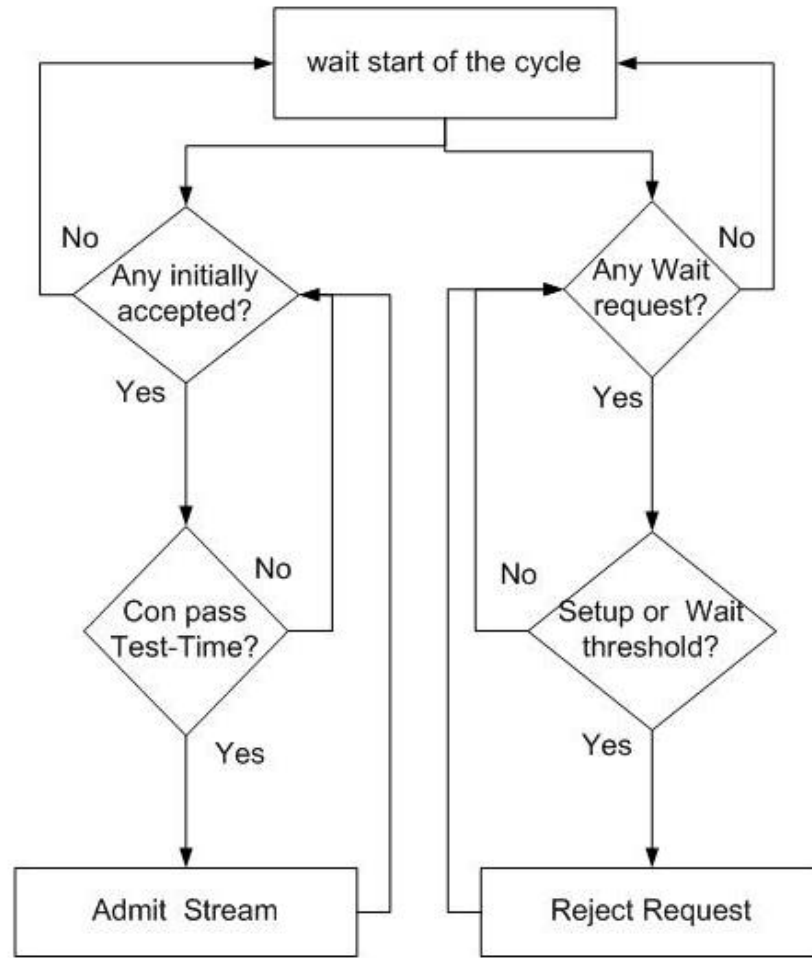 wait start of the cycle
No
No
Any initially
accepted?
Any Wait
request?
Yes
Yes
No
No
Con pass
Test-Time?
Setup or Wait
threshold?
Yes
Yes
Admit Stream
Reject Request